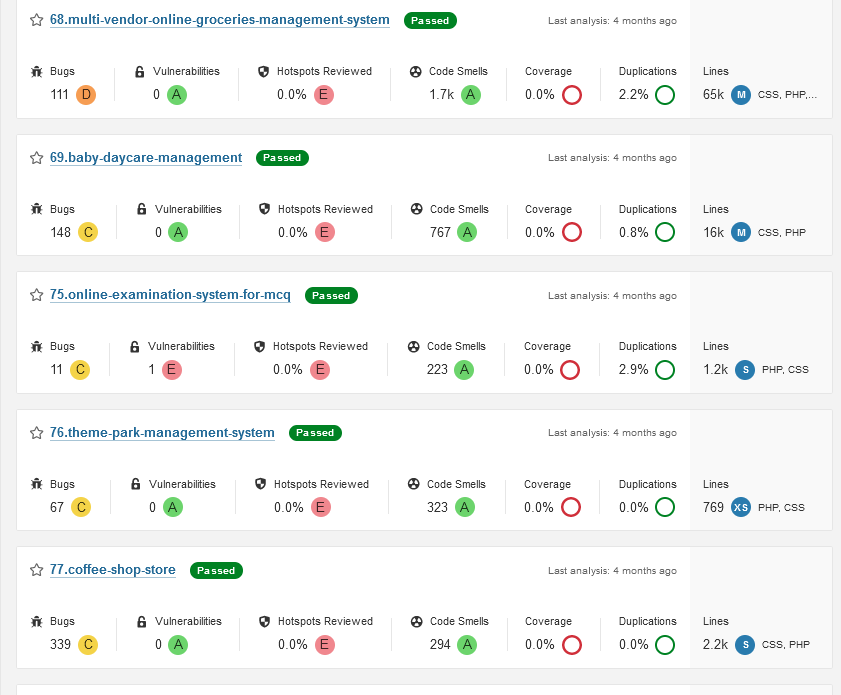 68.multi-vendor-online-groceries-management-system Passed Last analysis: 4 months ago
Bugs Vulnerabilities Hotspots Reviewed Code Smells Coverage Duplications Lines
111 D 0 A 0.0% E 1.7k A 0.0% 2.2% 65k M CSS, PHP,...
69.baby-daycare-management Passed Last analysis: 4 months ago
Bugs Vulnerabilities Hotspots Reviewed Code Smells Coverage Duplications Lines
148 C 0 A 0.0% E 767 A 0.0% 0.8% 16k M CSS, PHP
75.online-examination-system-for-mcq Passed Last analysis: 4 months ago
Bugs Vulnerabilities Hotspots Reviewed Code Smells Coverage Duplications Lines
11 C 1 E 0.0% E 223 A 0.0% 2.9% 1.2k S PHP, CSS
76.theme-park-management-system Passed Last analysis: 4 months ago
Bugs Vulnerabilities Hotspots Reviewed Code Smells Coverage Duplications Lines
67 C 0 A 0.0% E 323 A 0.0% 0.0% 769 XS PHP, CSS
77.coffee-shop-store Passed Last analysis: 4 months ago
Bugs Vulnerabilities Hotspots Reviewed Code Smells Coverage Duplications Lines
339 C 0 A 0.0% E 294 A 0.0% 0.0% 2.2k S CSS, PHP